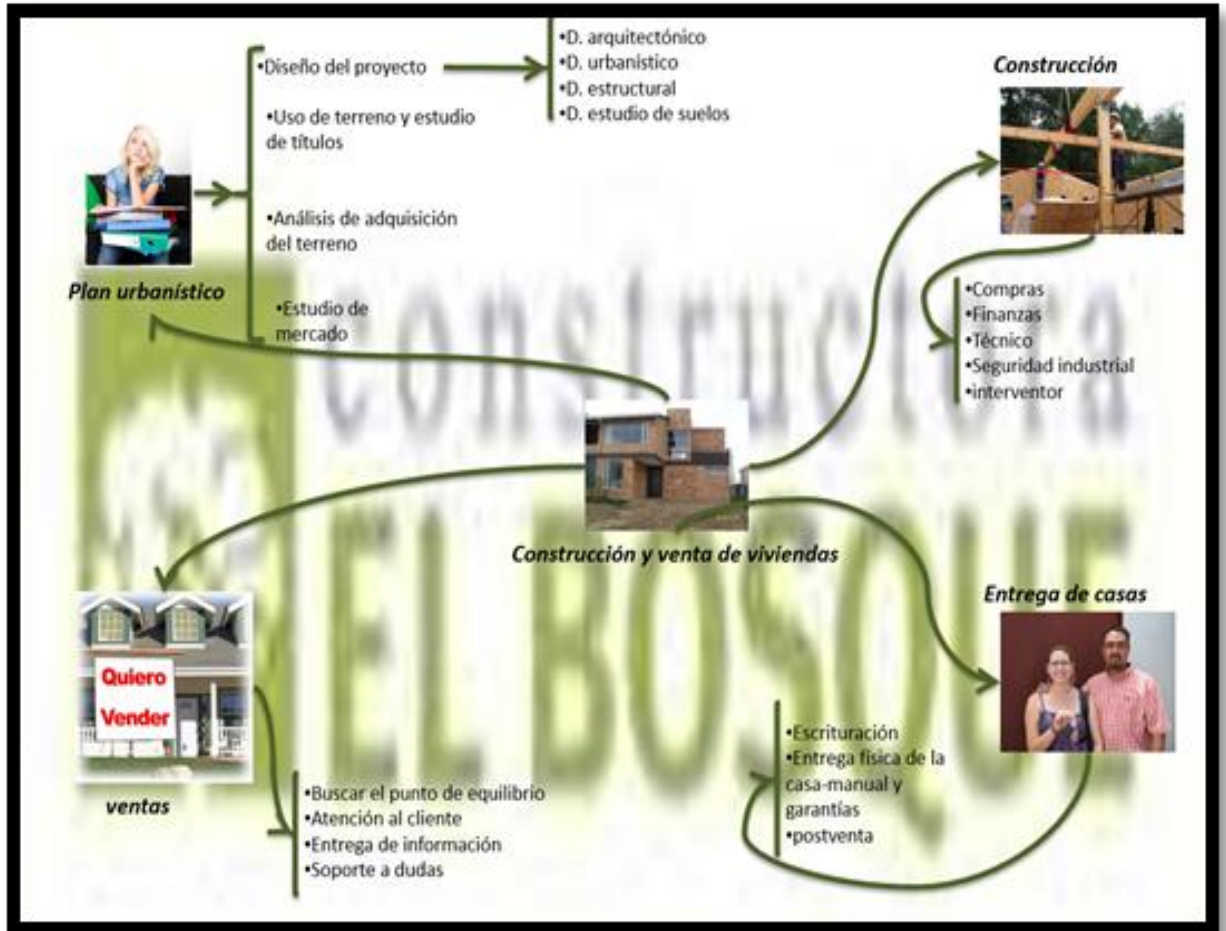 •Diseño del proyecto
•D. arquitectónico
•D. urbanístico
•D. estructural
•D. estudio de suelos
•Uso de terreno y estudio
de títulos
•Análisis de adquisición
del terreno
•Estudio de
mercado
Plan urbanístico
Construcción
•Compras
•Finanzas
•Técnico
•Seguridad industrial
•interventor
constructora
EL BOSQUE
Construcción y venta de viviendas
Quiero
Vender
ventas
•Buscar el punto de equilibrio
•Atención al cliente
•Entrega de información
•Soporte a dudas
Entrega de casas
•Escrituración
•Entrega física de la
casa-manual y
garantías
•postventa